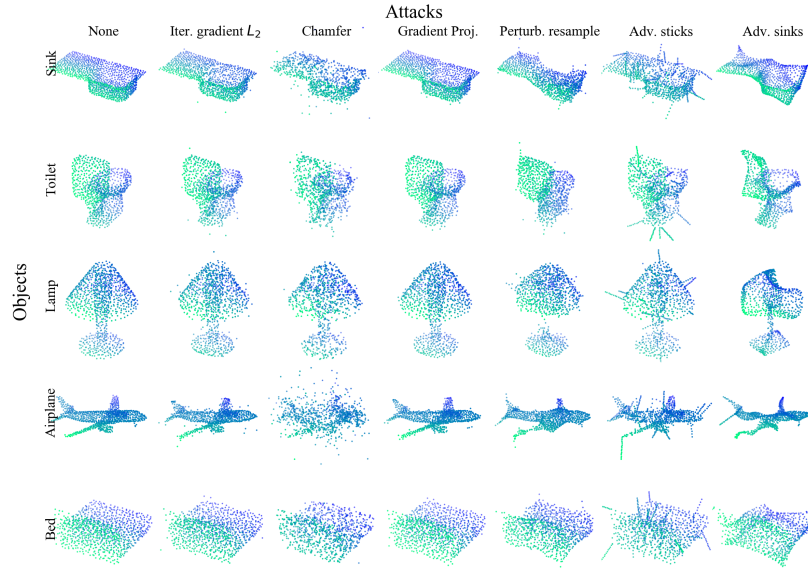 Attacks
None Iter. gradient L₂ Chamfer Gradient Proj. Perturb. resample Adv. sticks Adv. sinks
Objects
Sink
Toilet
Lamp
Airplane
Bed